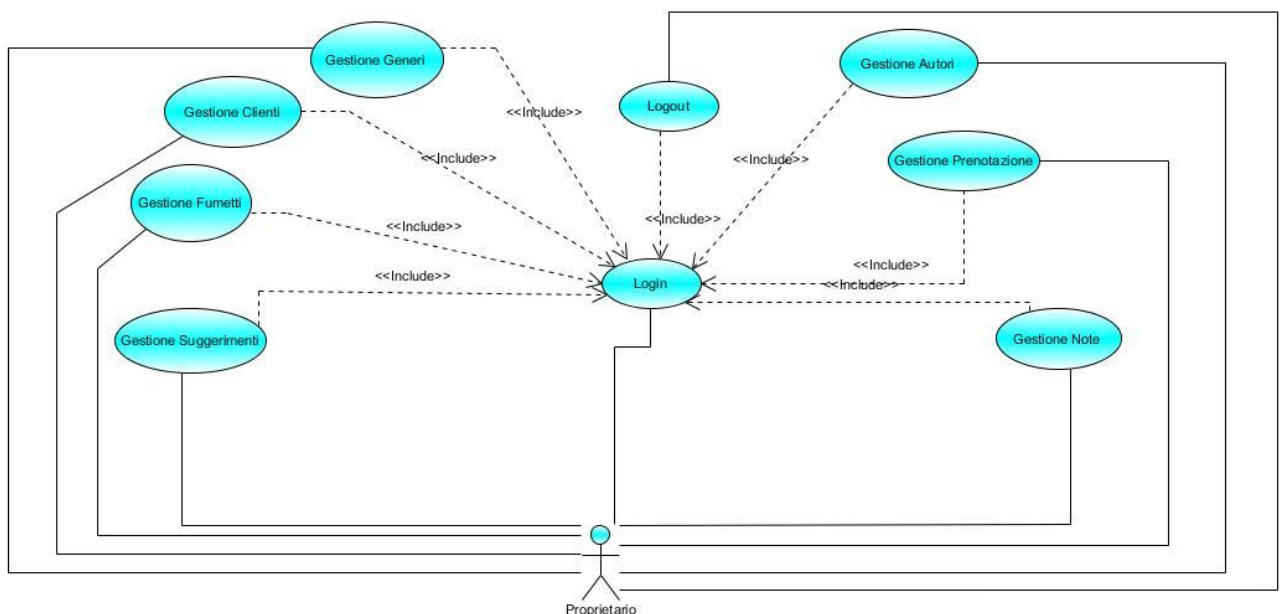 Gestione Generi
Gestione Autori
Logout
Gestione Clienti
<<Include>>
<<Include>>
<<Include>>
Gestione Prenotazione
Gestione Fumetti
<<Include>>
<<Include>>
<<Include>>
<<Include>>
<<Include>>
Login
Gestione Suggerimenti
Gestione Note
Proprietario